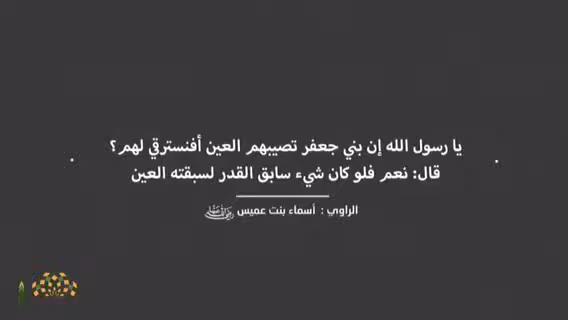 يا رسول الله إن بني جعفر تصيبهم العين أفنسترقي لهم؟
قال: نعم فلو كان شيء سابق القدر لسبقته العين
الراوي : أسماء بنت عميس